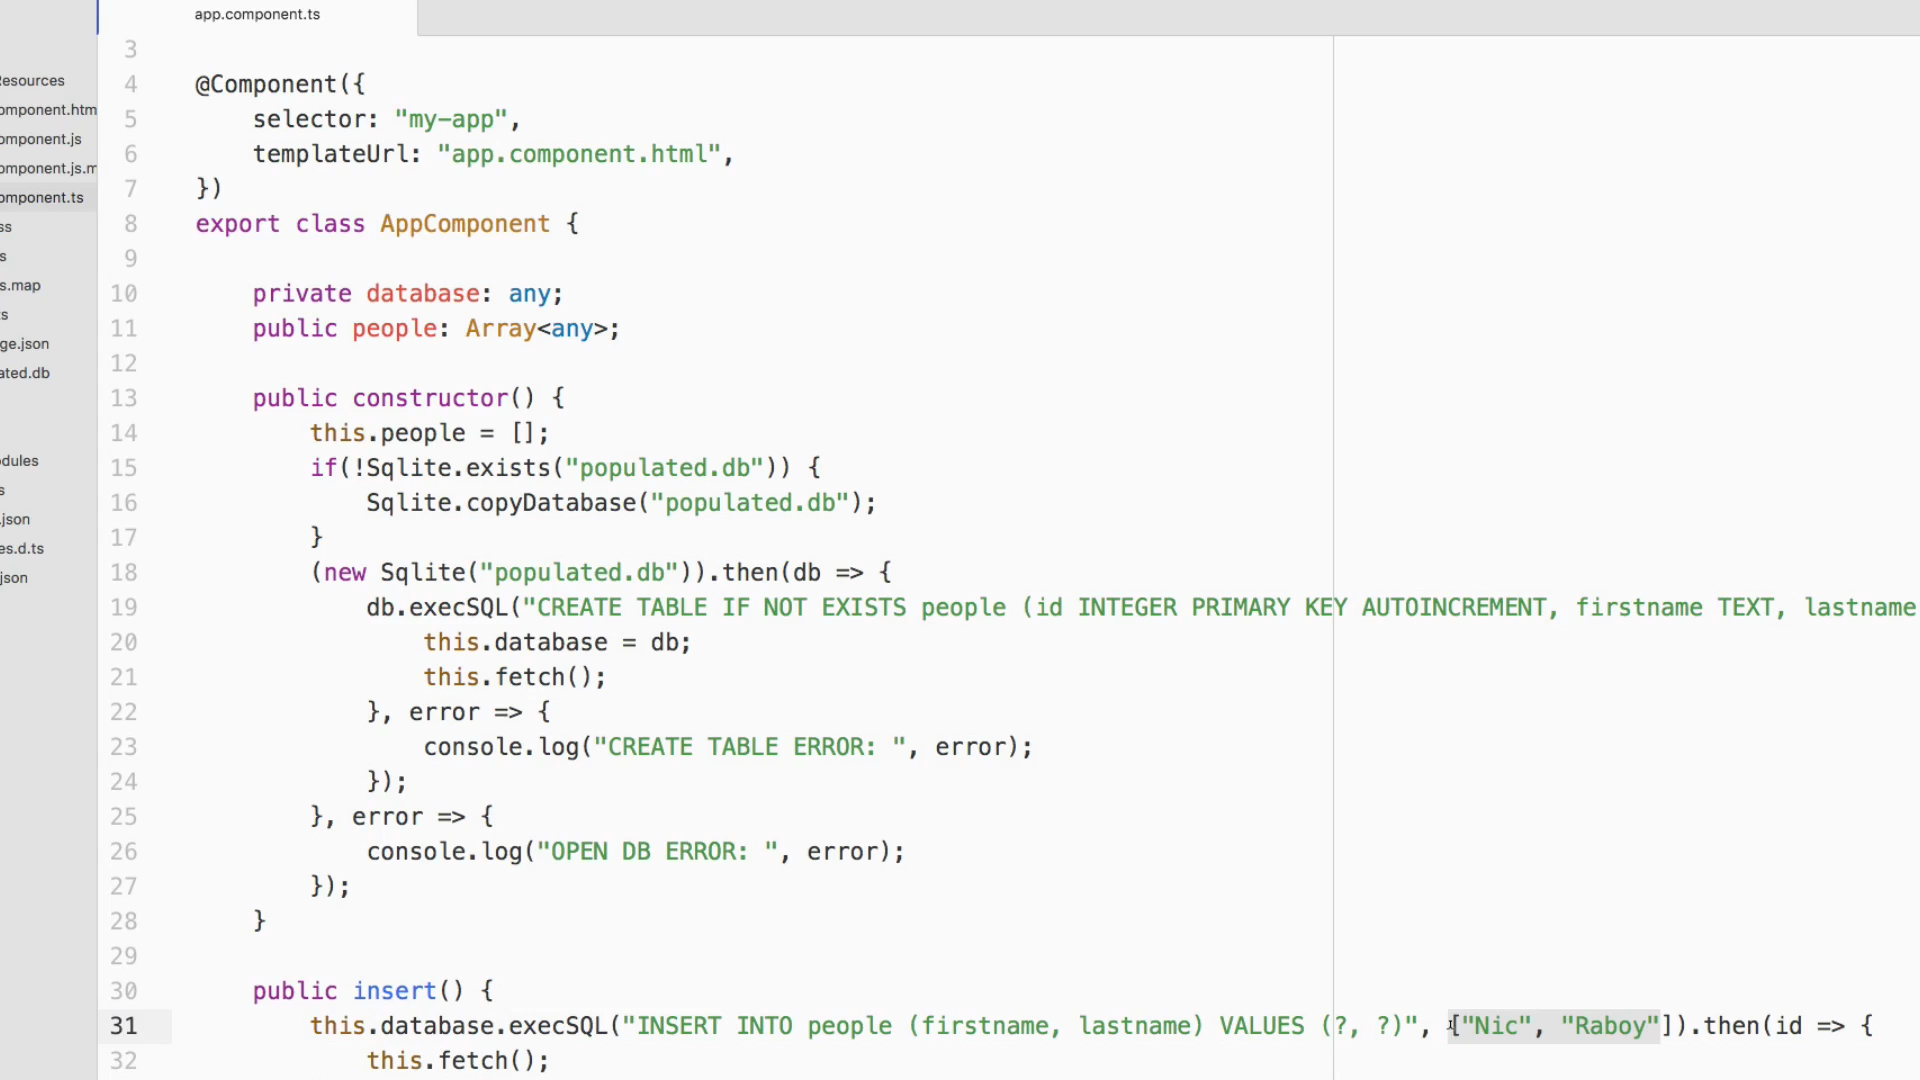 app.component.ts
Resources
omponent.htm
omponent.js
omponent.js.m
omponent.ts
ss
s
s.map
ts
ge.json
ated.db
odules
s
.json
es.d.ts
json
3
4 @Component({
5 selector: "my-app",
6 templateUrl: "app.component.html",
7 })
8 export class AppComponent {
9
10 private database: any;
11 public people: Array<any>;
12
13 public constructor() {
14 this.people = [];
15 if(!Sqlite.exists("populated.db")) {
16 Sqlite.copyDatabase("populated.db");
17 }
18 (new Sqlite("populated.db")).then(db => {
19 db.execSQL("CREATE TABLE IF NOT EXISTS people (id INTEGER PRIMARY KEY AUTOINCREMENT, firstname TEXT, lastname
20 this.database = db;
21 this.fetch();
22 }, error => {
23 console.log("CREATE TABLE ERROR: ", error);
24 });
25 }, error => {
26 console.log("OPEN DB ERROR: ", error);
27 });
28 }
29
30 public insert() {
31 this.database.execSQL("INSERT INTO people (firstname, lastname) VALUES (?, ?)", ["Nic", "Raboy"]).then(id => {
32 this.fetch();